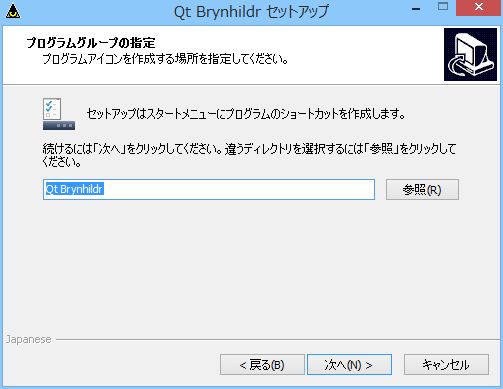 Qt Brynhildr セットアップ
プログラムグループの指定
プログラムアイコンを作成する場所を指定してください。
セットアップはスタートメニューにプログラムのショートカットを作成します。
続けるには「次へ」をクリックしてください。違うディレクトリを選択するには「参照」をクリックして
ください。
Qt Brynhildr
参照(R)
Japanese
< 戻る(B)
次へ(N) >
キャンセル